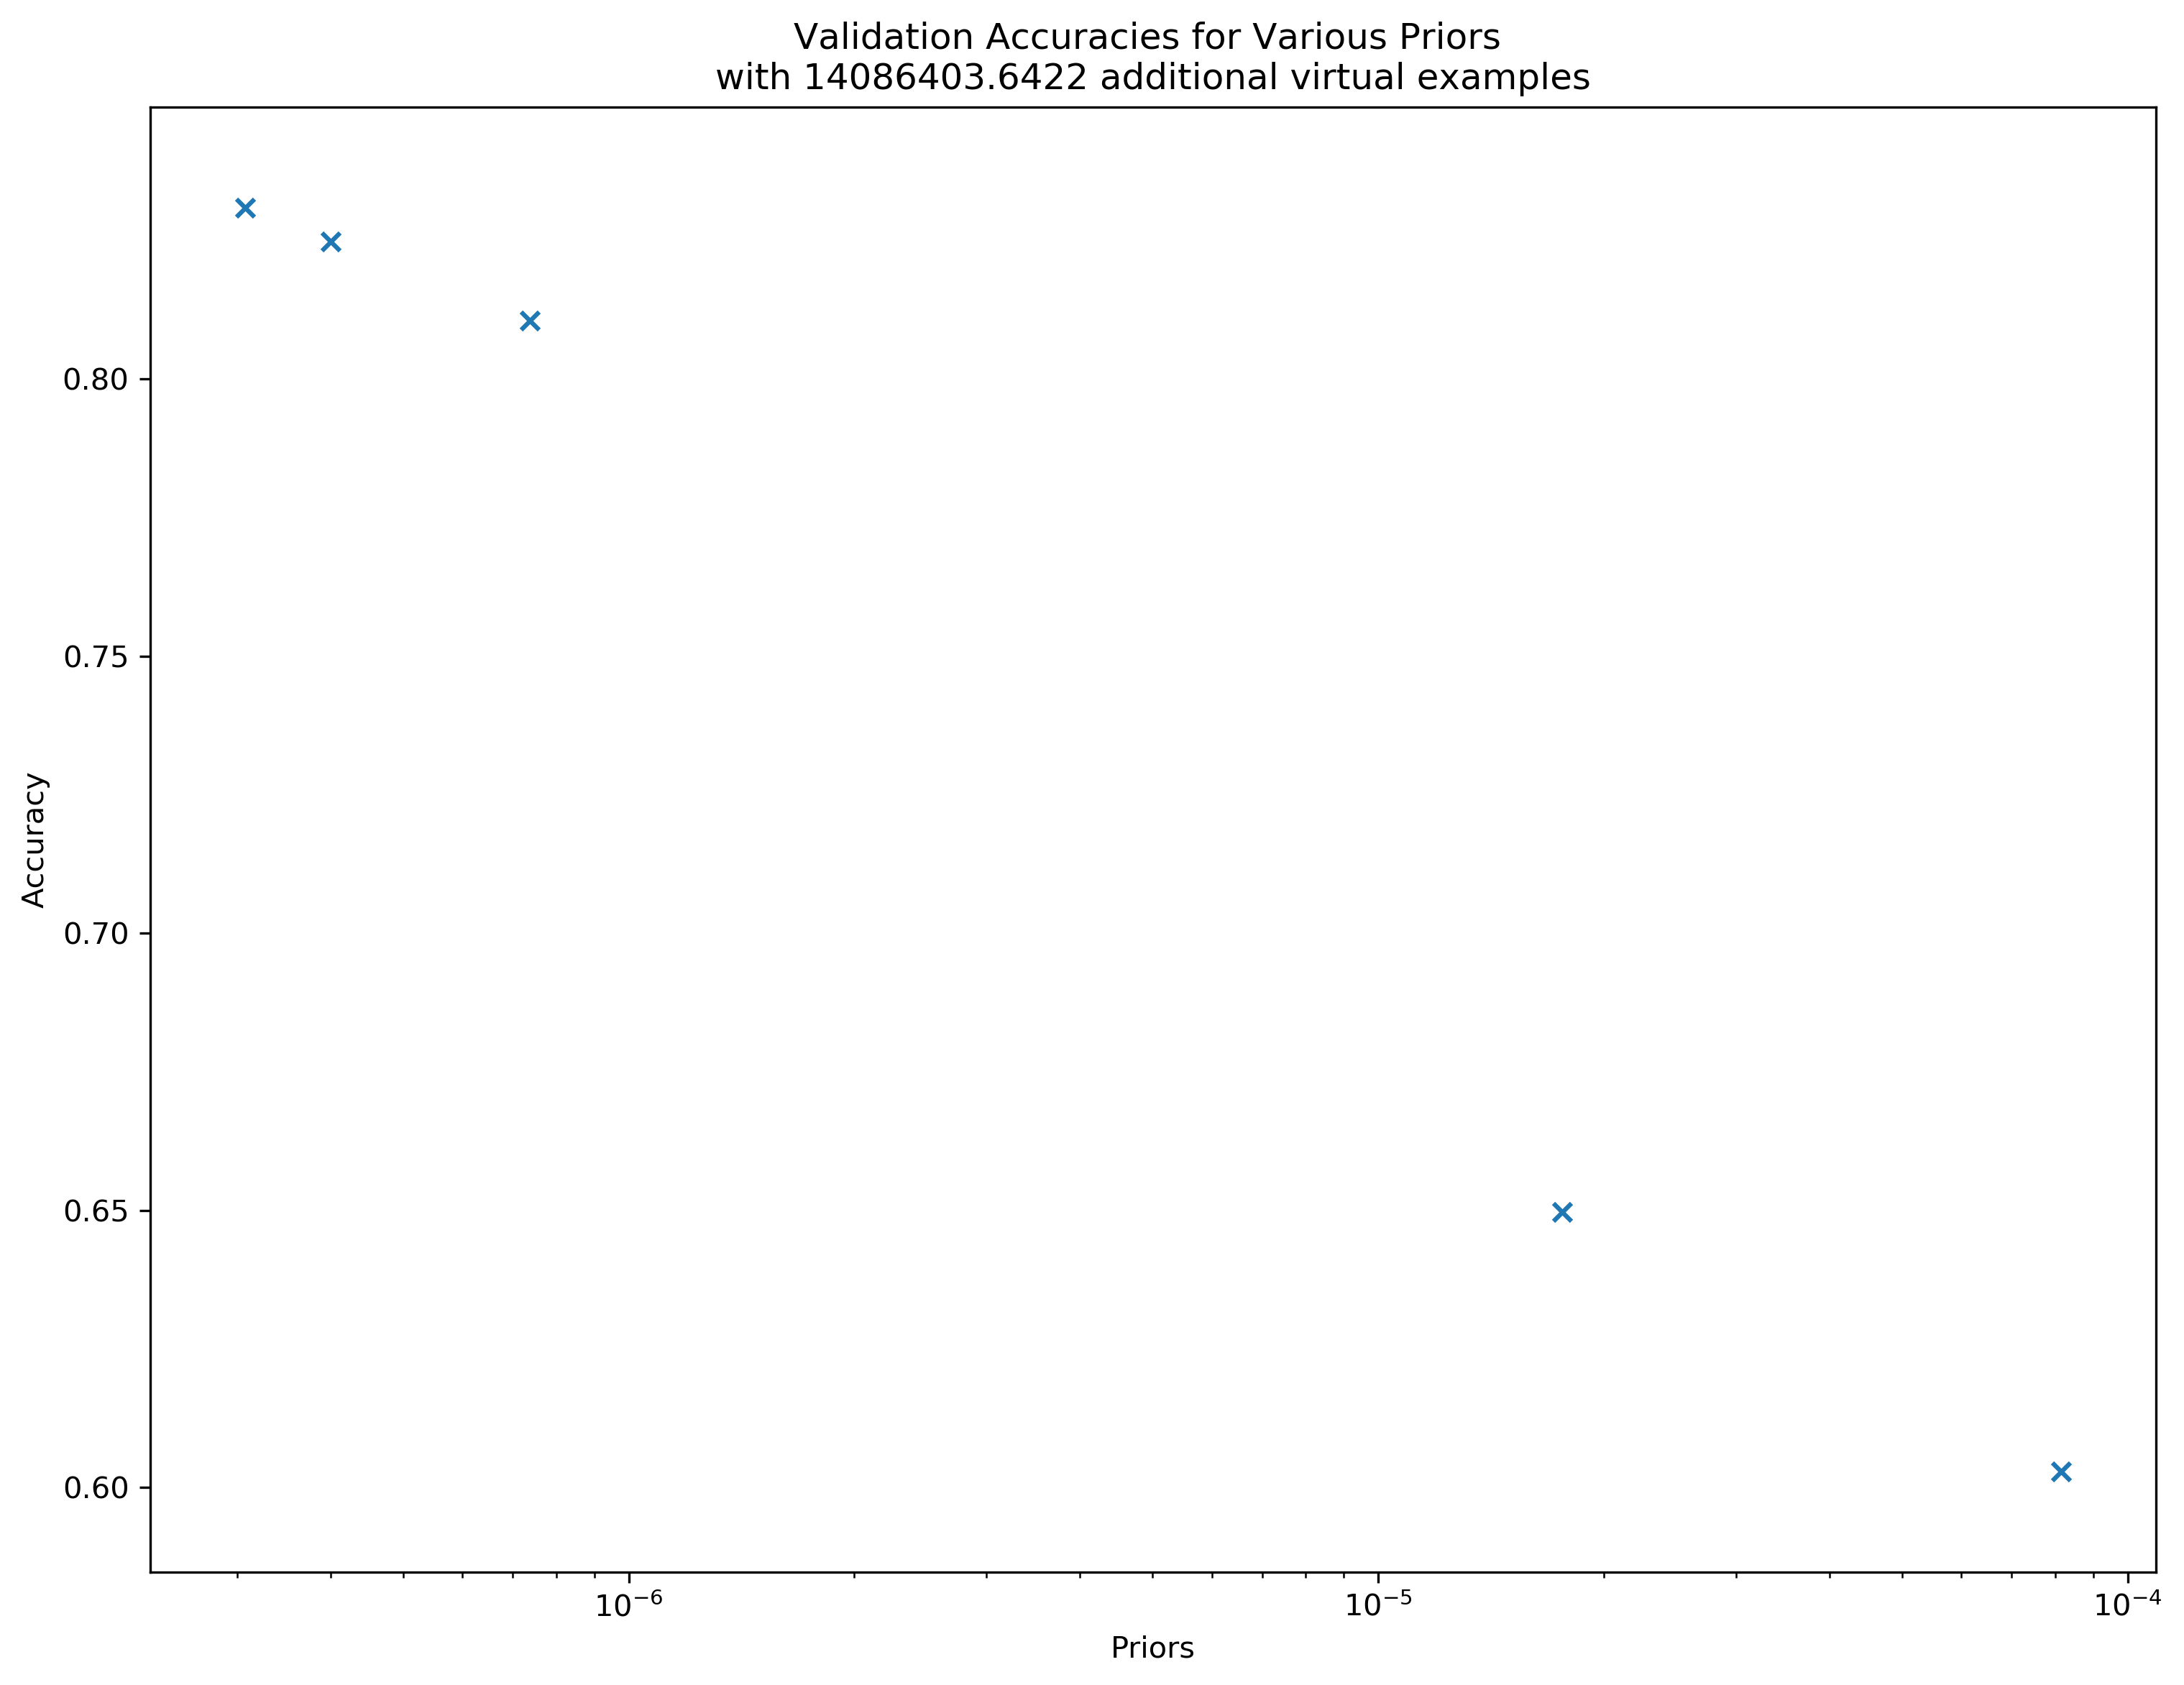 Validation Accuracies for Various Priors
with 14086403.6422 additional virtual examples
Accuracy
0.80
0.75
0.70
0.65
0.60
10⁻⁶ 10⁻⁵ 10⁻⁴
Priors